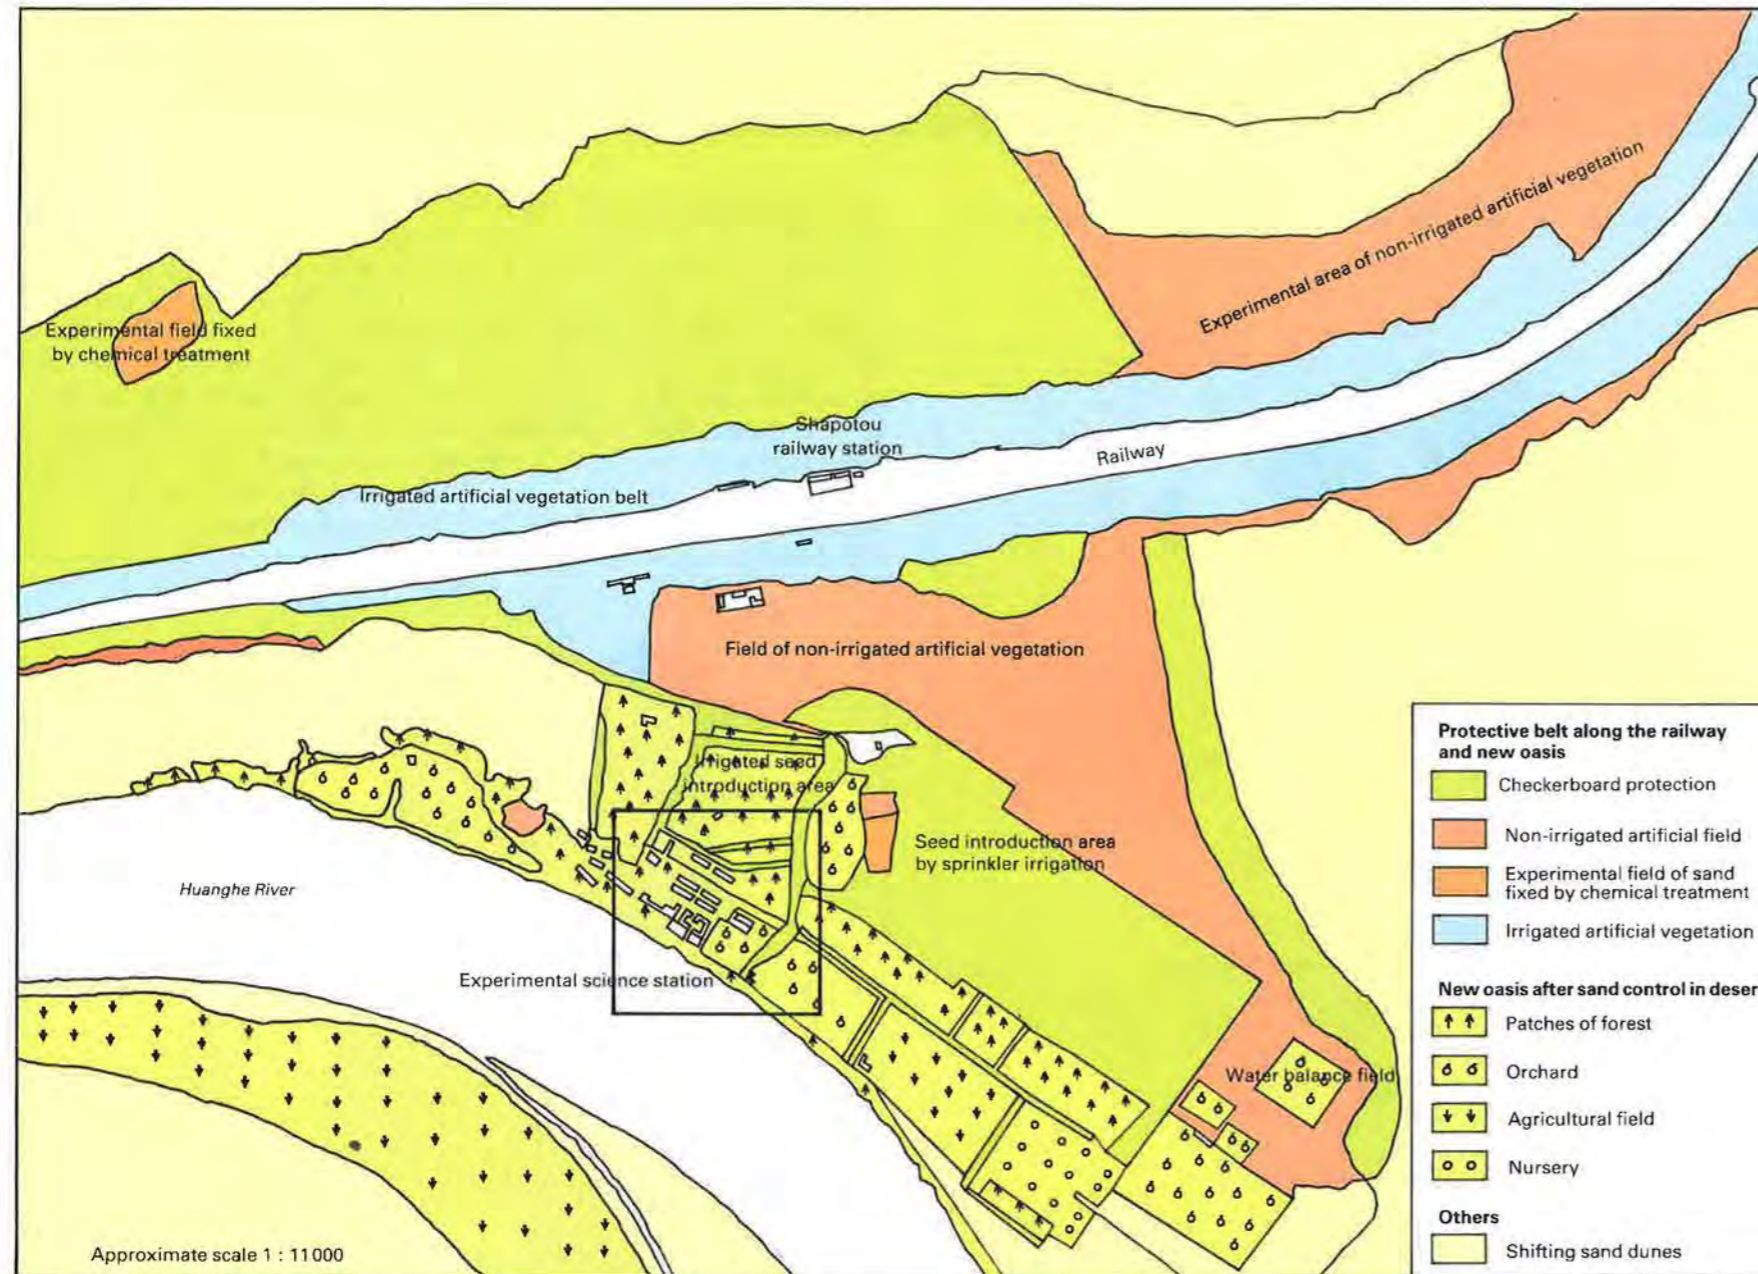 Experimental field fixed
by chemical treatment
Experimental area of non-irrigated artificial vegetation
Shapotou
railway station
Railway
Irrigated artificial vegetation belt
Field of non-irrigated artificial vegetation
Irrigated seed
introduction area
Seed introduction area
by sprinkler irrigation
Huanghe River
Experimental science station
Water balance field
Approximate scale 1 : 11 000
Protective belt along the railway
and new oasis
Checkerboard protection
Non-irrigated artificial field
Experimental field of sand
fixed by chemical treatment
Irrigated artificial vegetation
New oasis after sand control in desert
Patches of forest
Orchard
Agricultural field
Nursery
Others
Shifting sand dunes